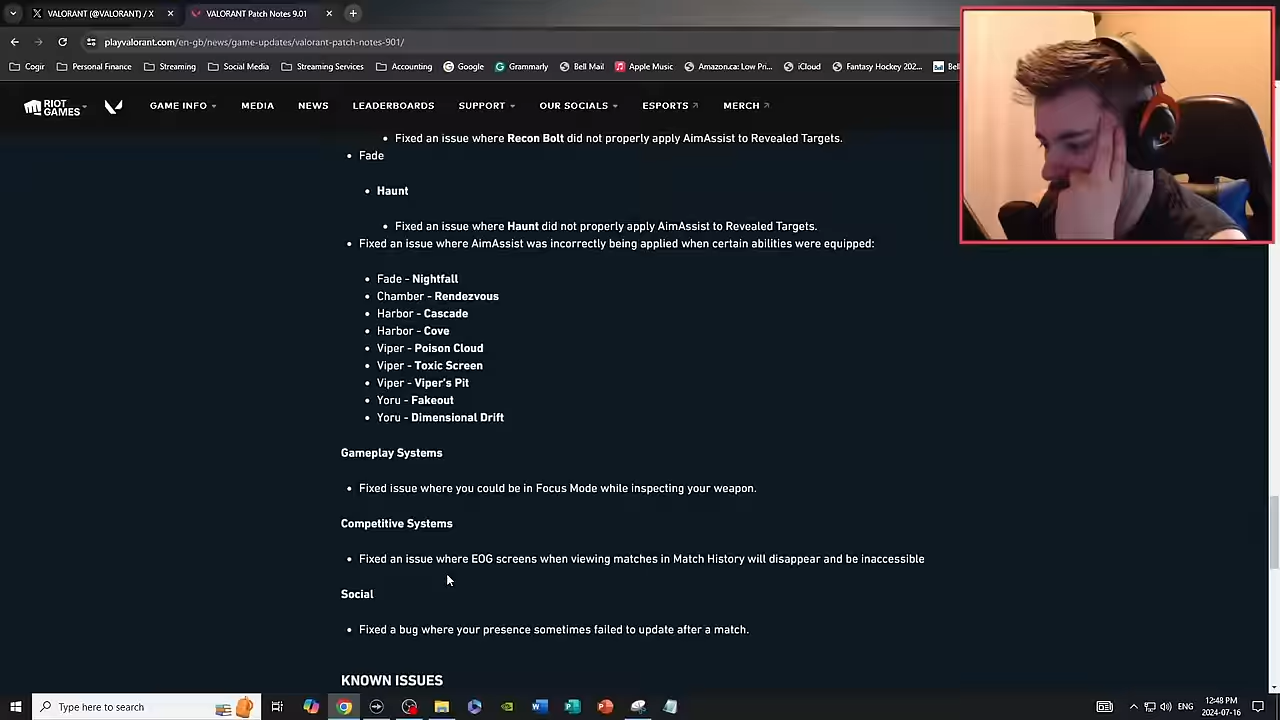 VALORANT (@VALORANT) / X
VALORANT Patch Notes 9.01
playvalorant.com/en-gb/news/game-updates/valorant-patch-notes-901/
Cogir
Personal Finance
Streaming
Social Media
Streaming Services
Accounting
Google
Grammarly
Bell Mail
Apple Music
Amazon.ca: Low Pri...
iCloud
Fantasy Hockey 202...
RIOT GAMES
GAME INFO
MEDIA
NEWS
LEADERBOARDS
SUPPORT
OUR SOCIALS
ESPORTS
MERCH
Fixed an issue where Recon Bolt did not properly apply AimAssist to Revealed Targets.
Fade
Haunt
Fixed an issue where Haunt did not properly apply AimAssist to Revealed Targets.
Fixed an issue where AimAssist was incorrectly being applied when certain abilities were equipped:
Fade - Nightfall
Chamber - Rendezvous
Harbor - Cascade
Harbor - Cove
Viper - Poison Cloud
Viper - Toxic Screen
Viper - Viper's Pit
Yoru - Fakeout
Yoru - Dimensional Drift
Gameplay Systems
Fixed issue where you could be in Focus Mode while inspecting your weapon.
Competitive Systems
Fixed an issue where EOG screens when viewing matches in Match History will disappear and be inaccessible
Social
Fixed a bug where your presence sometimes failed to update after a match.
KNOWN ISSUES
Type here to search
ENG
12:48 PM
2024-07-16